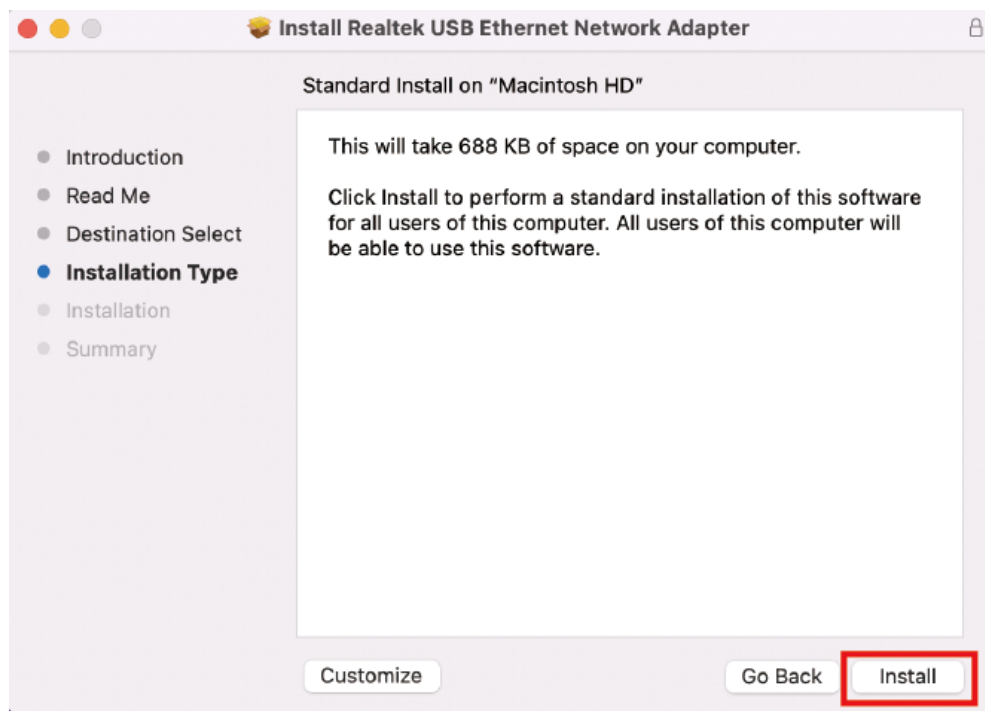 Install Realtek USB Ethernet Network Adapter
Standard Install on “Macintosh HD”
Introduction
Read Me
Destination Select
Installation Type
Installation
Summary
This will take 688 KB of space on your computer.
Click Install to perform a standard installation of this software
for all users of this computer. All users of this computer will
be able to use this software.
Customize
Go Back
Install